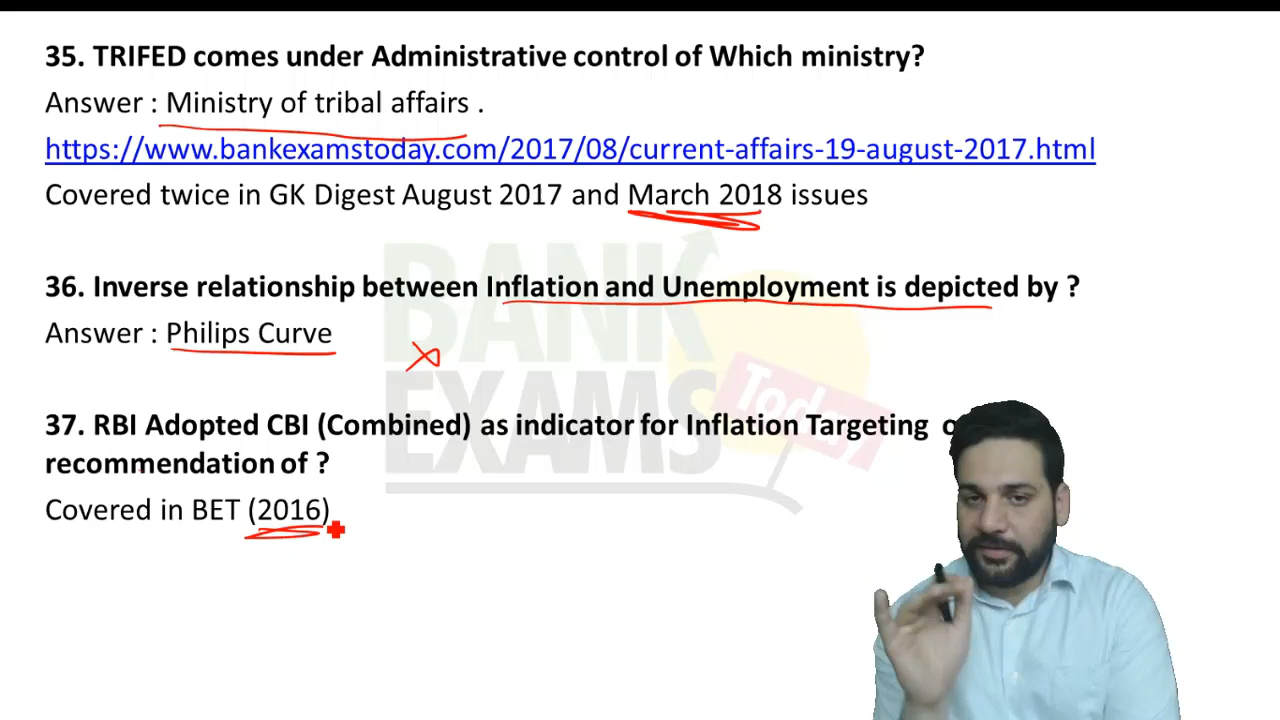 35. TRIFED comes under Administrative control of Which ministry?
Answer : Ministry of tribal affairs .
https://www.bankexamstoday.com/2017/08/current-affairs-19-august-2017.html
Covered twice in GK Digest August 2017 and March 2018 issues
36. Inverse relationship between Inflation and Unemployment is depicted by ?
Answer : Philips Curve
BANK
EXAMS Today
37. RBI Adopted CBI (Combined) as indicator for Inflation Targeting
recommendation of ?
Covered in BET (2016)